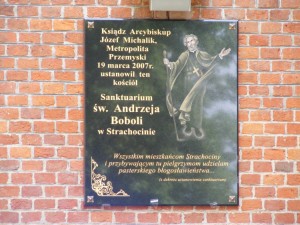 Ksiądz Arcybiskup
Józef Michalik,
Metropolita
Przemyski
19 marca 2007r.
ustanowił ten
kościół
Sanktuarium
św. Andrzeja
Boboli
w Strachocinie
Wszystkim mieszkańcom Strachociny
i przybywającym tu pielgrzymom udzielam
pasterskiego błogosławieństwa...